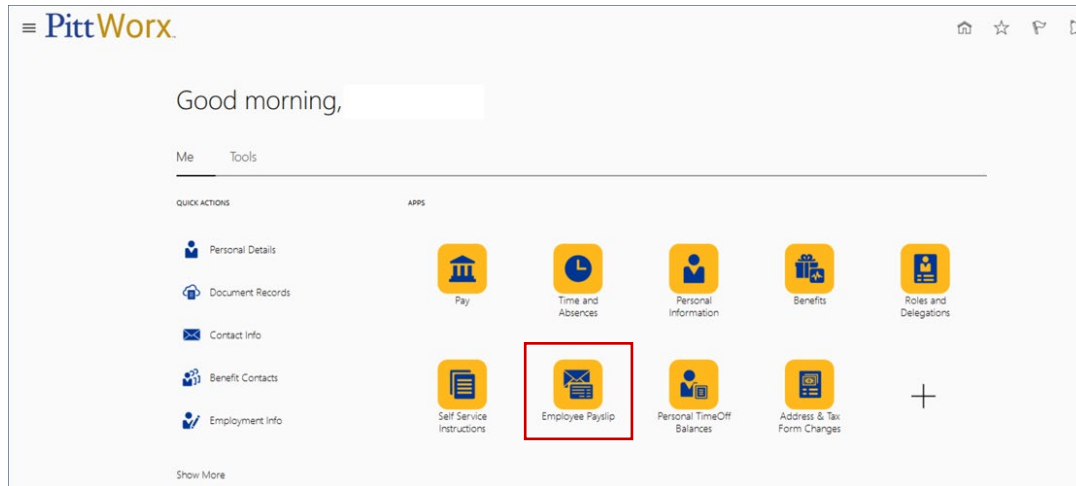 PittWorx
Good morning,
Me Tools
QUICK ACTIONS
Personal Details
Document Records
Contact Info
Benefit Contacts
Employment Info
Show More
APPS
Pay
Time and
Absences
Personal
Information
Benefits
Roles and
Delegations
Self Service
Instructions
Employee Payslip
Personal TimeOff
Balances
Address & Tax
Form Changes